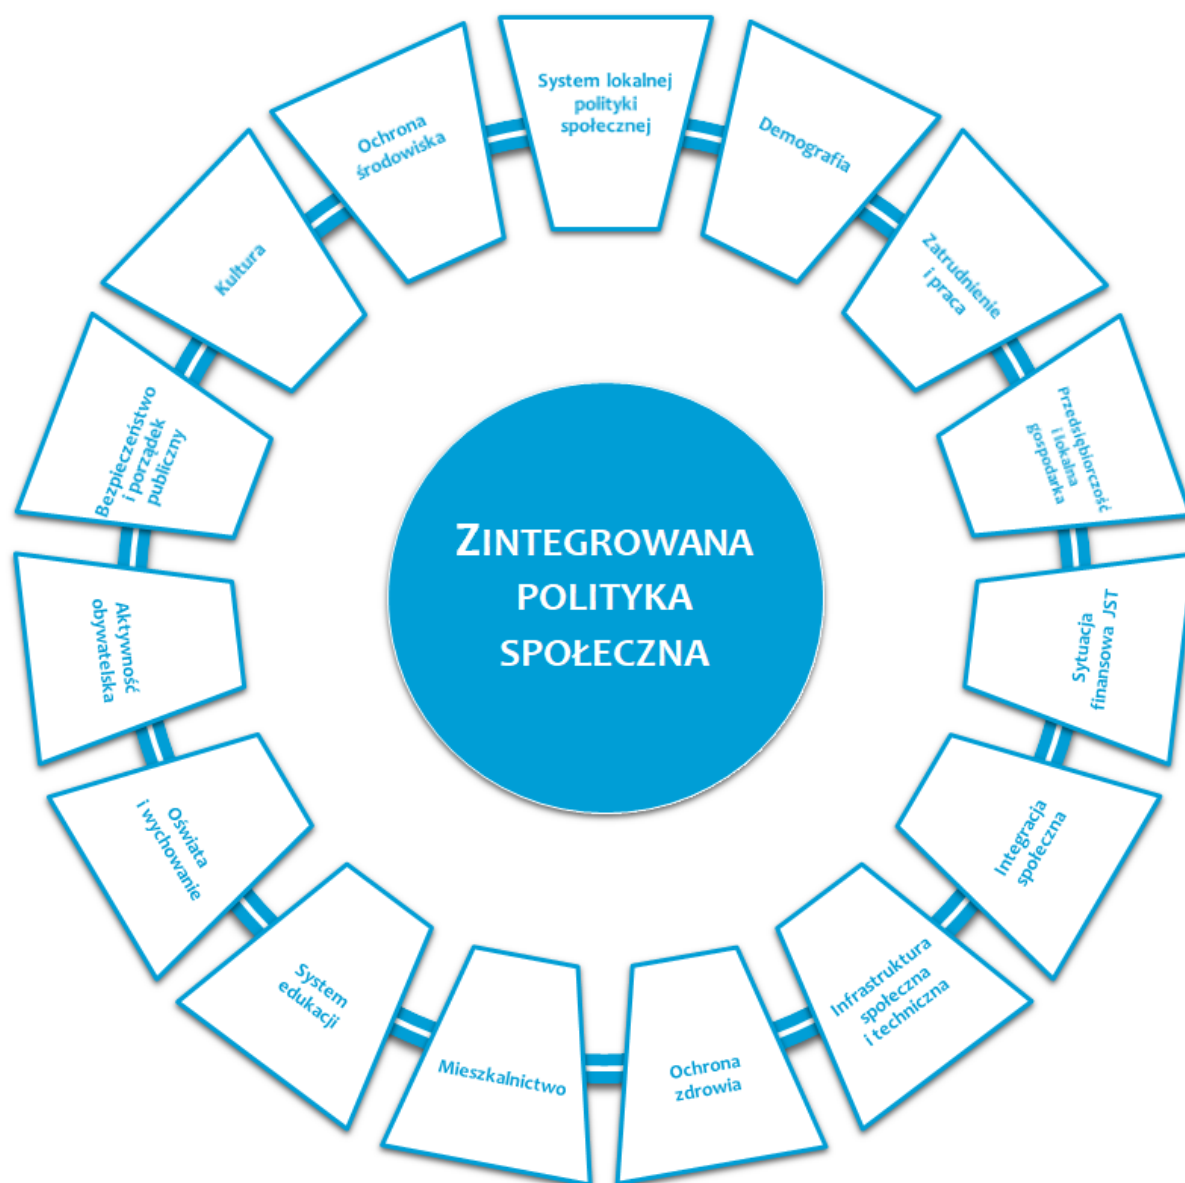 System lokalnej
polityki
społecznej
Demografia
Zatrudnienie
i praca
Przedsiębiorczość
i lokalna
gospodarka
Sytuacja
finansowa JST
Integracja
społeczna
Infrastruktura
społeczna
i techniczna
Ochrona
zdrowia
Mieszkalnictwo
System
edukacji
Oświata
i wychowanie
Aktywność
obywatelska
Bezpieczeństwo
i porządek
publiczny
Kultura
Ochrona
środowiska
ZINTEGROWANA
POLITYKA
SPOŁECZNA